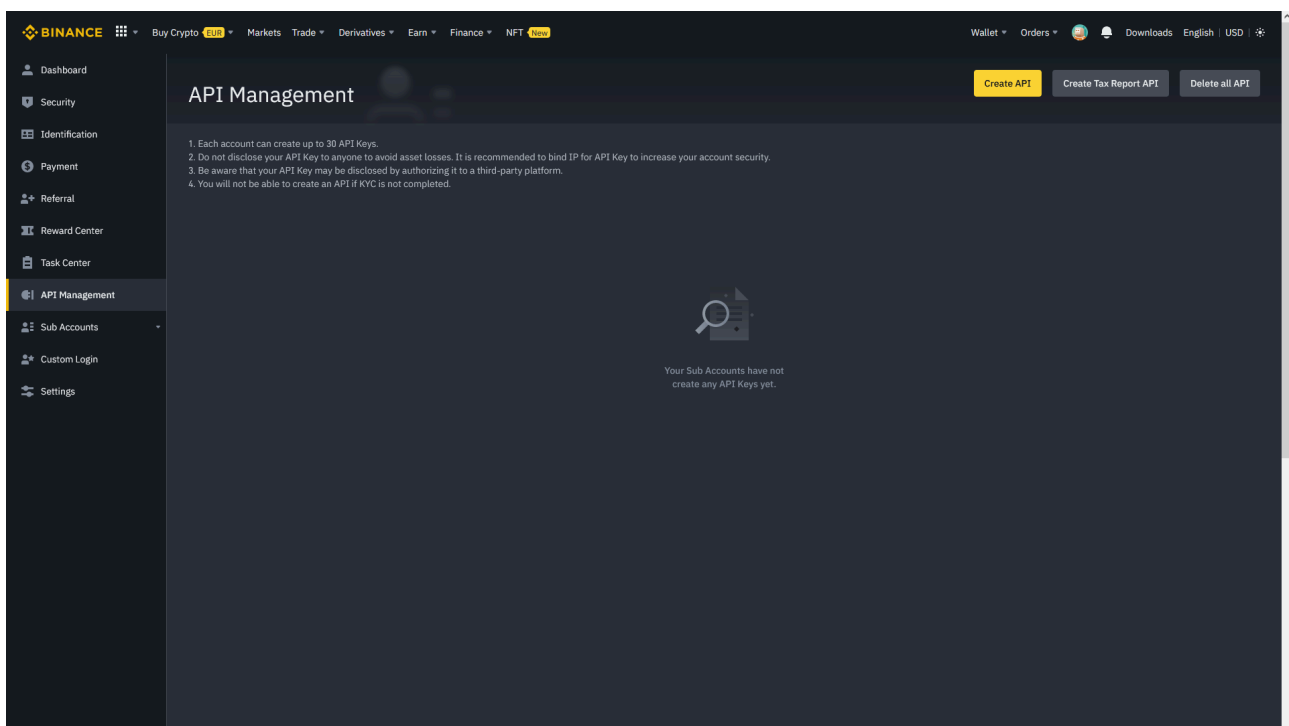 BINANCE
Buy Crypto EUR
Markets
Trade
Derivatives
Earn
Finance
NFT New
Wallet
Orders
Downloads
English | USD
Dashboard
Security
Identification
Payment
Referral
Reward Center
Task Center
API Management
Sub Accounts
Custom Login
Settings
API Management
Create API
Create Tax Report API
Delete all API
1. Each account can create up to 30 API Keys.
2. Do not disclose your API Key to anyone to avoid asset losses. It is recommended to bind IP for API Key to increase your account security.
3. Be aware that your API Key may be disclosed by authorizing it to a third-party platform.
4. You will not be able to create an API if KYC is not completed.
Your Sub Accounts have not
create any API Keys yet.